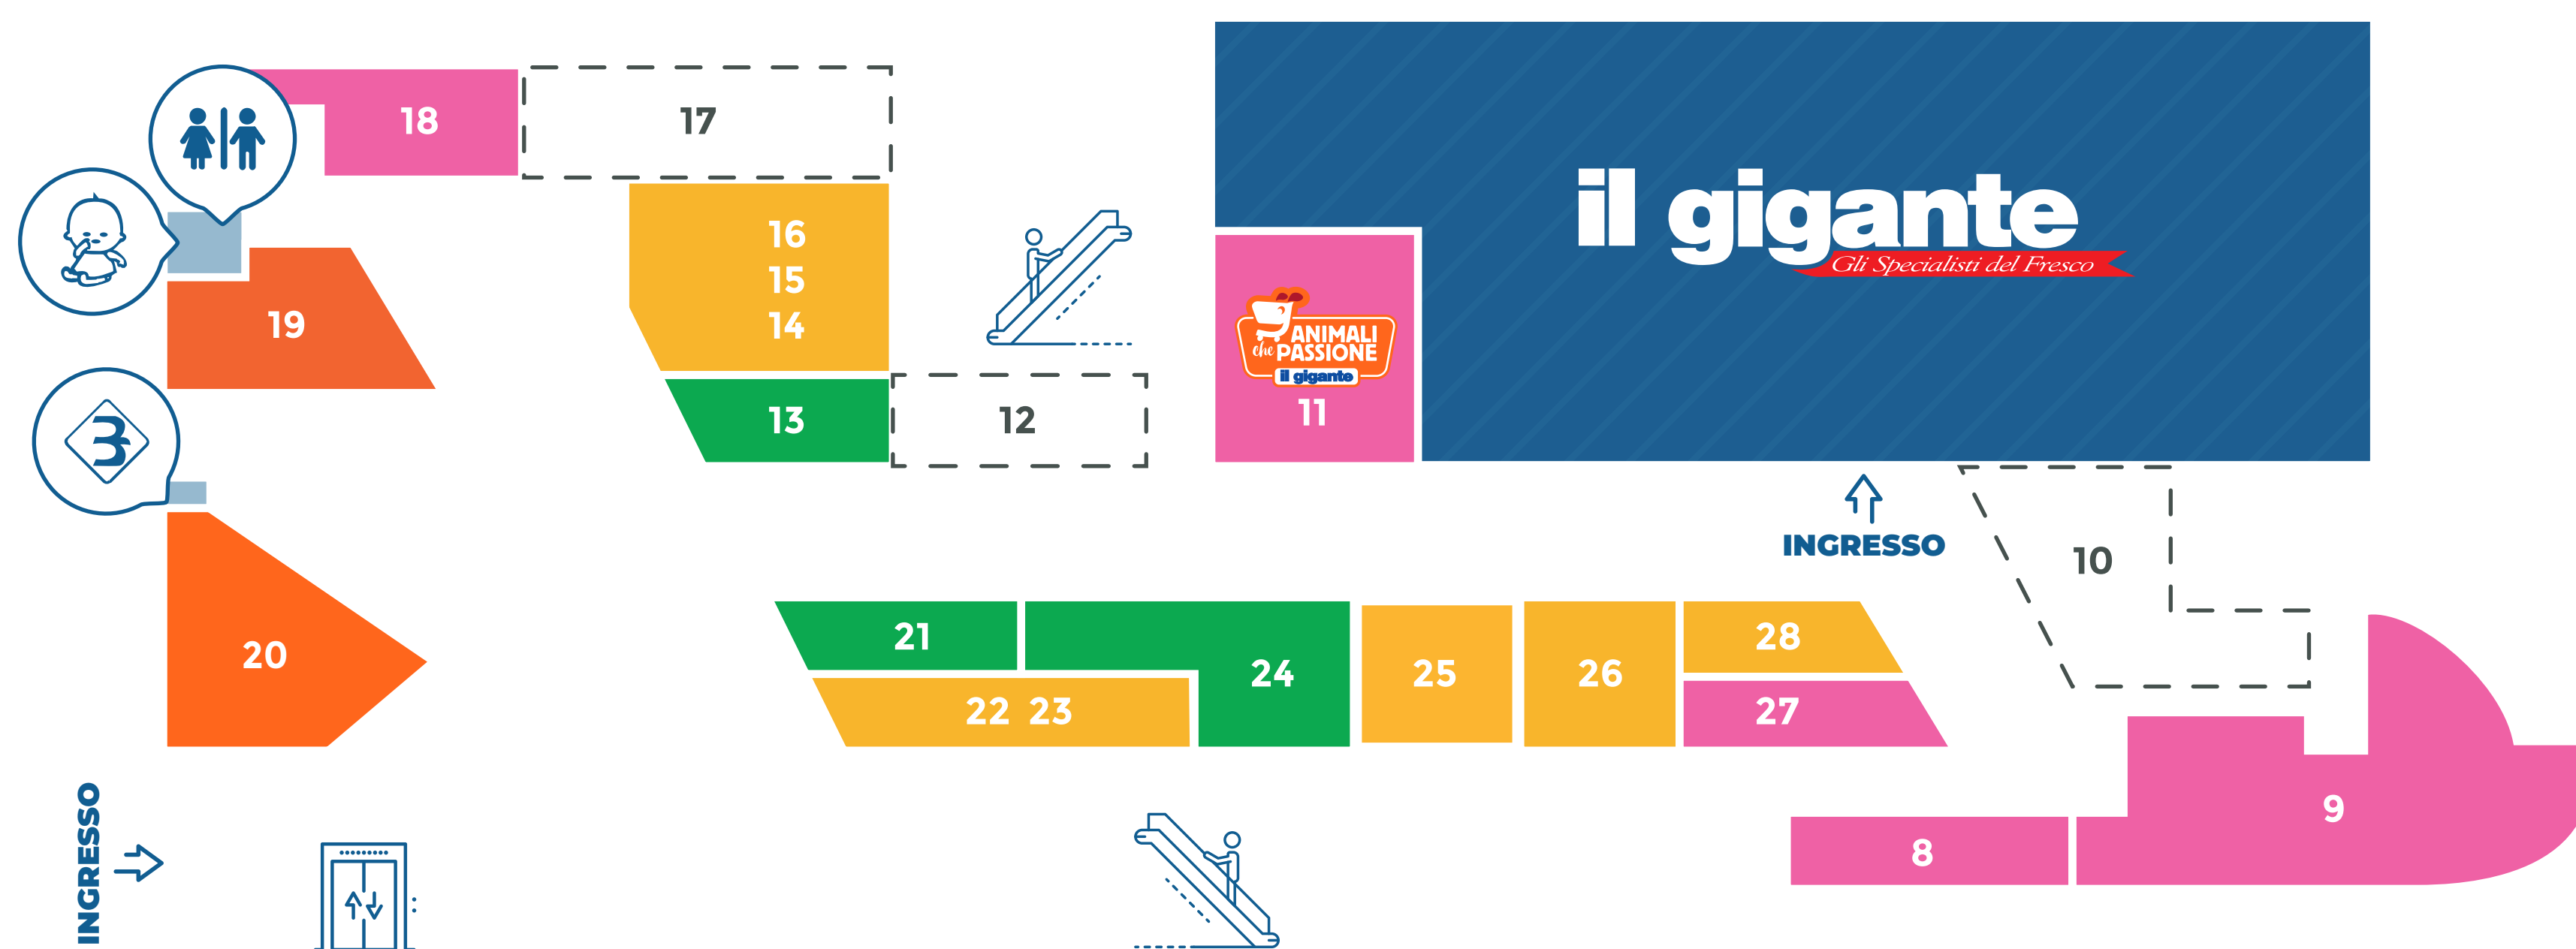 18
17
16
15
14
19
13
12
20
il gigante
Gli Specialisti del Fresco
ANIMALI
che PASSIONE
il gigante
11
INGRESSO
10
21
22 23
24
25
26
28
27
9
8
INGRESSO